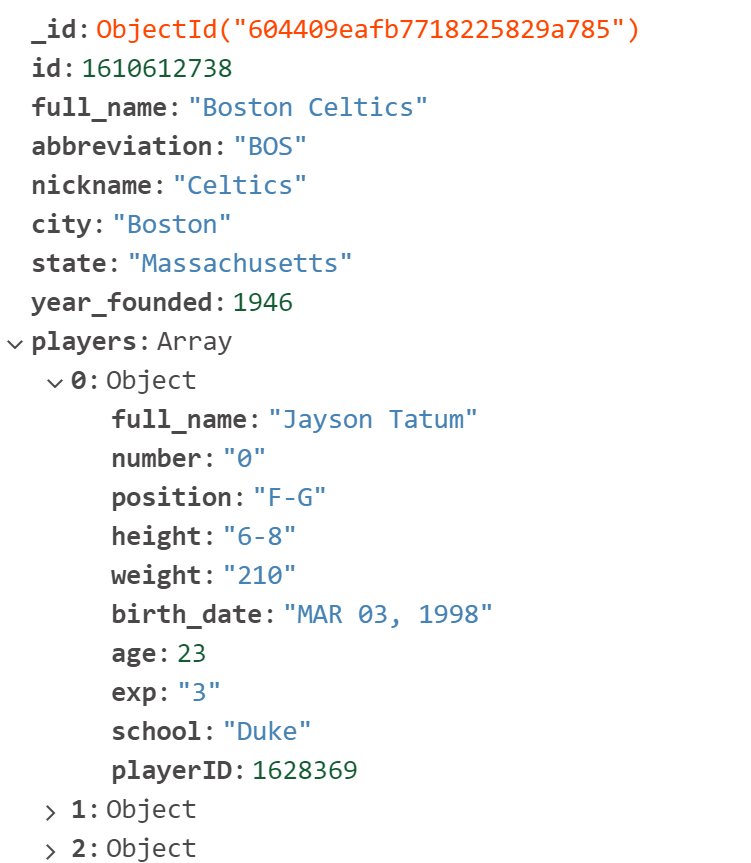 _id: ObjectId("604409eafb7718225829a785")
id: 1610612738
full_name: "Boston Celtics"
abbreviation: "BOS"
nickname: "Celtics"
city: "Boston"
state: "Massachusetts"
year_founded: 1946
players: Array
0: Object
full_name: "Jayson Tatum"
number: "0"
position: "F-G"
height: "6-8"
weight: "210"
birth_date: "MAR 03, 1998"
age: 23
exp: "3"
school: "Duke"
playerID: 1628369
1: Object
2: Object